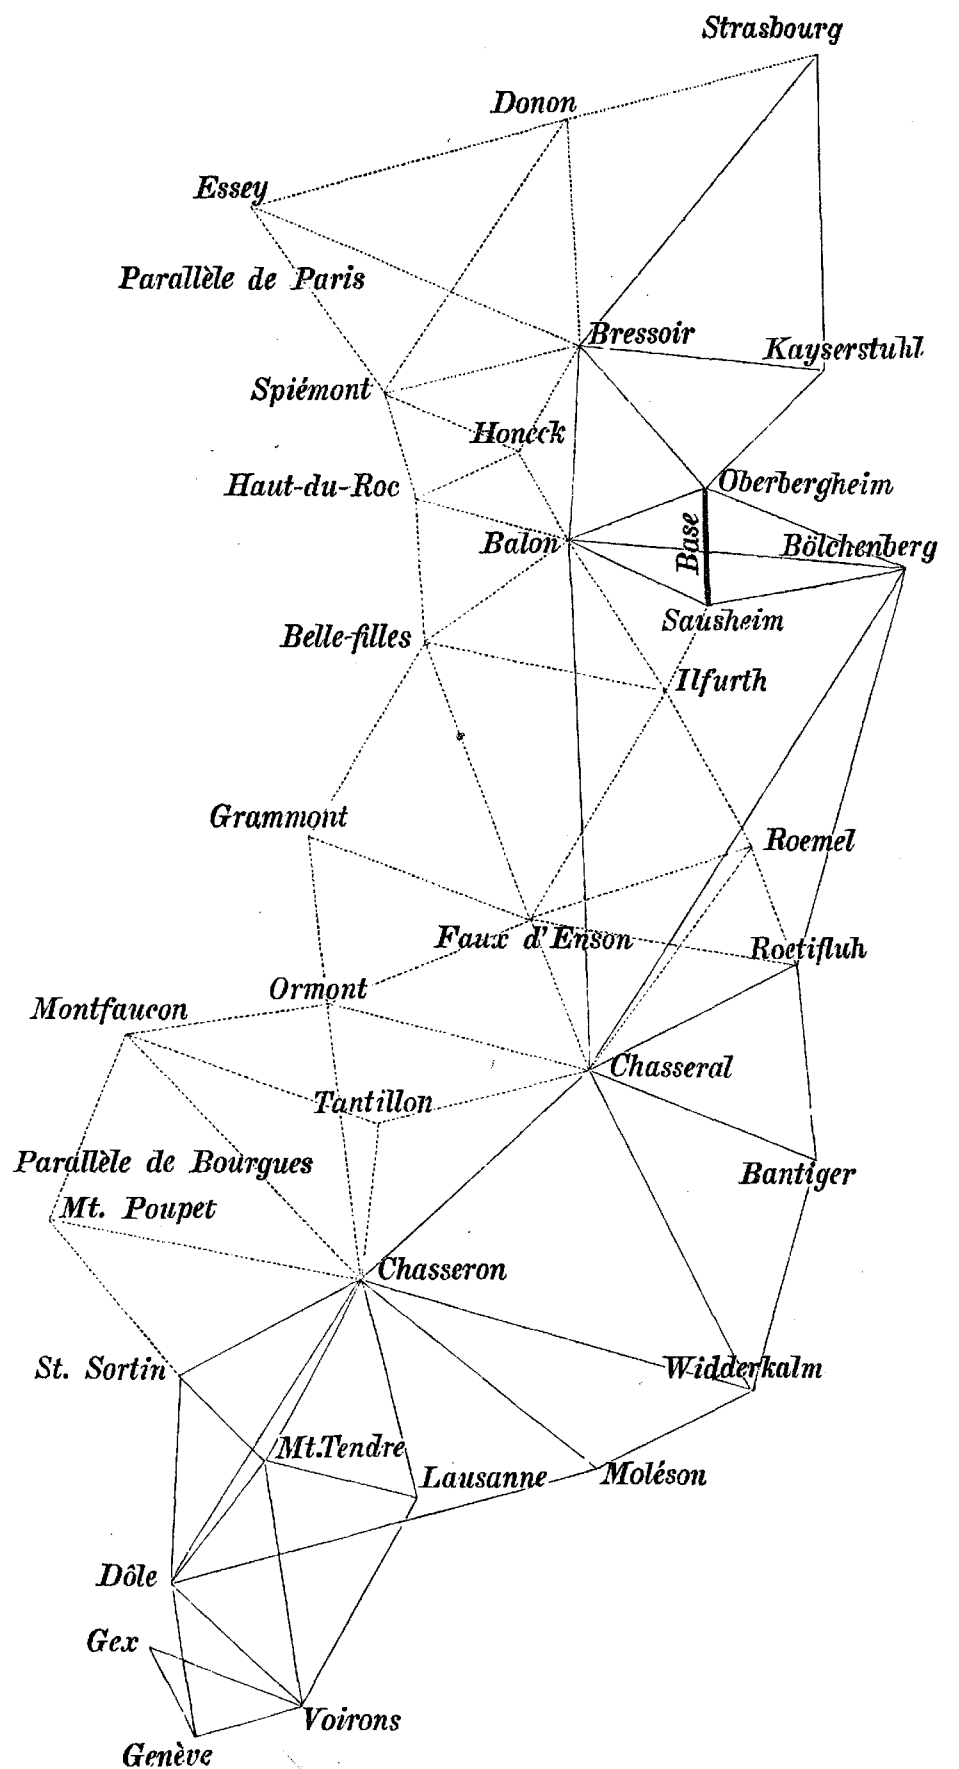 Strasbourg
Donon
Essey
Parallèle de Paris
Bressoir
Kayserstuhl
Spiémont
Honeck
Haut-du-Roc
Oberbergheim
Base
Balon
Bölchenberg
Sausheim
Belle-filles
Ilfurth
Grammont
Roemel
Faux d'Enson
Roetifluh
Ormont
Montfaucon
Chasseral
Tantillon
Parallèle de Bourgues
Bantiger
Mt. Poupet
Chasseron
St. Sortin
Widderkalm
Mt. Tendre
Lausanne
Moléson
Dôle
Gex
Voirons
Genève